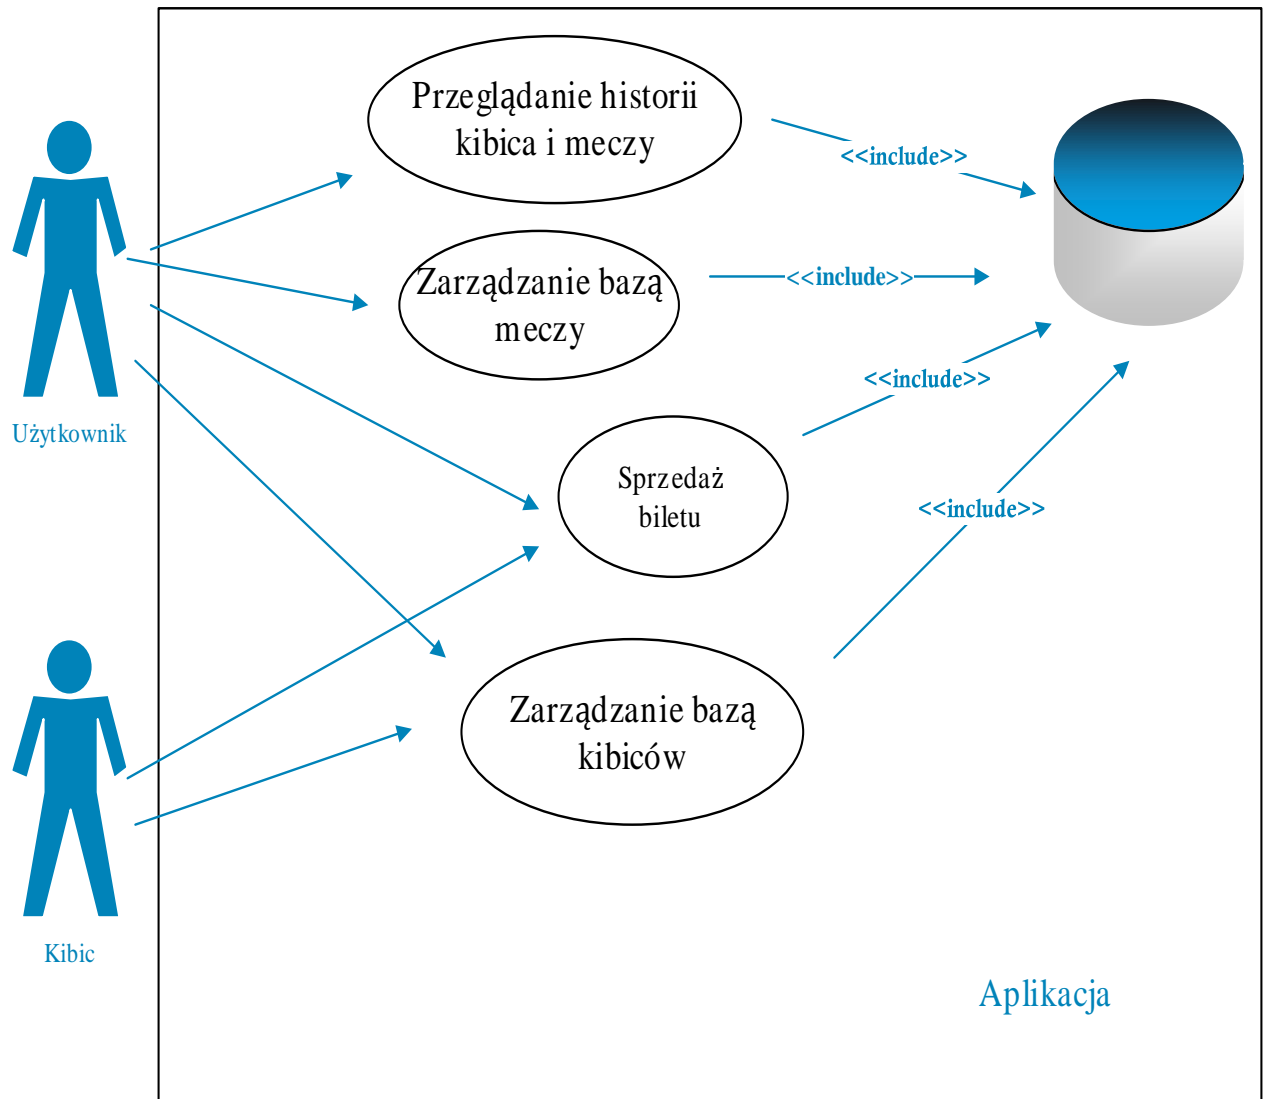 Przeglądanie historii
kibica i meczy
<<include>>
Zarządzanie bazą
meczy
<<include>>
<<include>>
Użytkownik
Sprzedaż
biletu
<<include>>
Zarządzanie bazą
kibiców
Kibic
Aplikacja